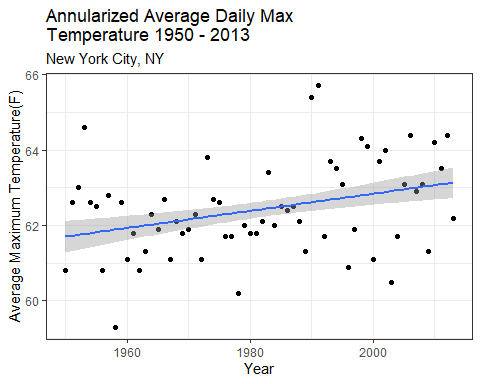 Annularized Average Daily Max
Temperature 1950 - 2013
New York City, NY
Average Maximum Temperature(F)
66
64
62
60
1960
1980
2000
Year